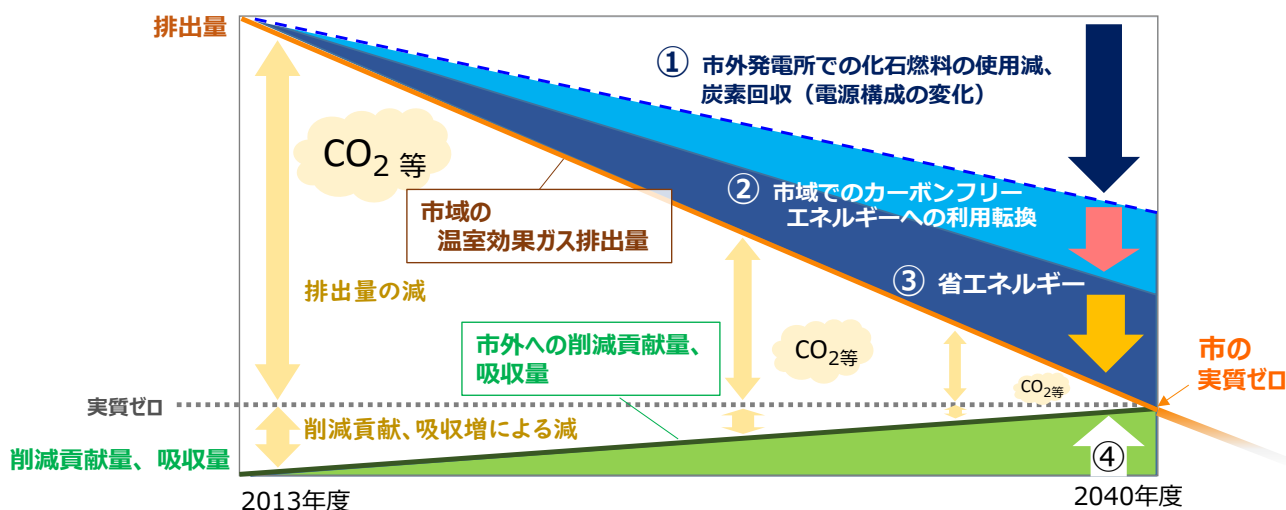 排出量
① 市外発電所での化石燃料の使用減、
炭素回収（電源構成の変化）
CO₂ 等
② 市域でのカーボンフリー
エネルギーへの利用転換
市域の
温室効果ガス排出量
③ 省エネルギー
排出量の減
市外への削減貢献量、
吸収量
CO₂等
市の
実質ゼロ
CO₂等
実質ゼロ
削減貢献、吸収増による減
削減貢献量、吸収量
④
2013年度
2040年度